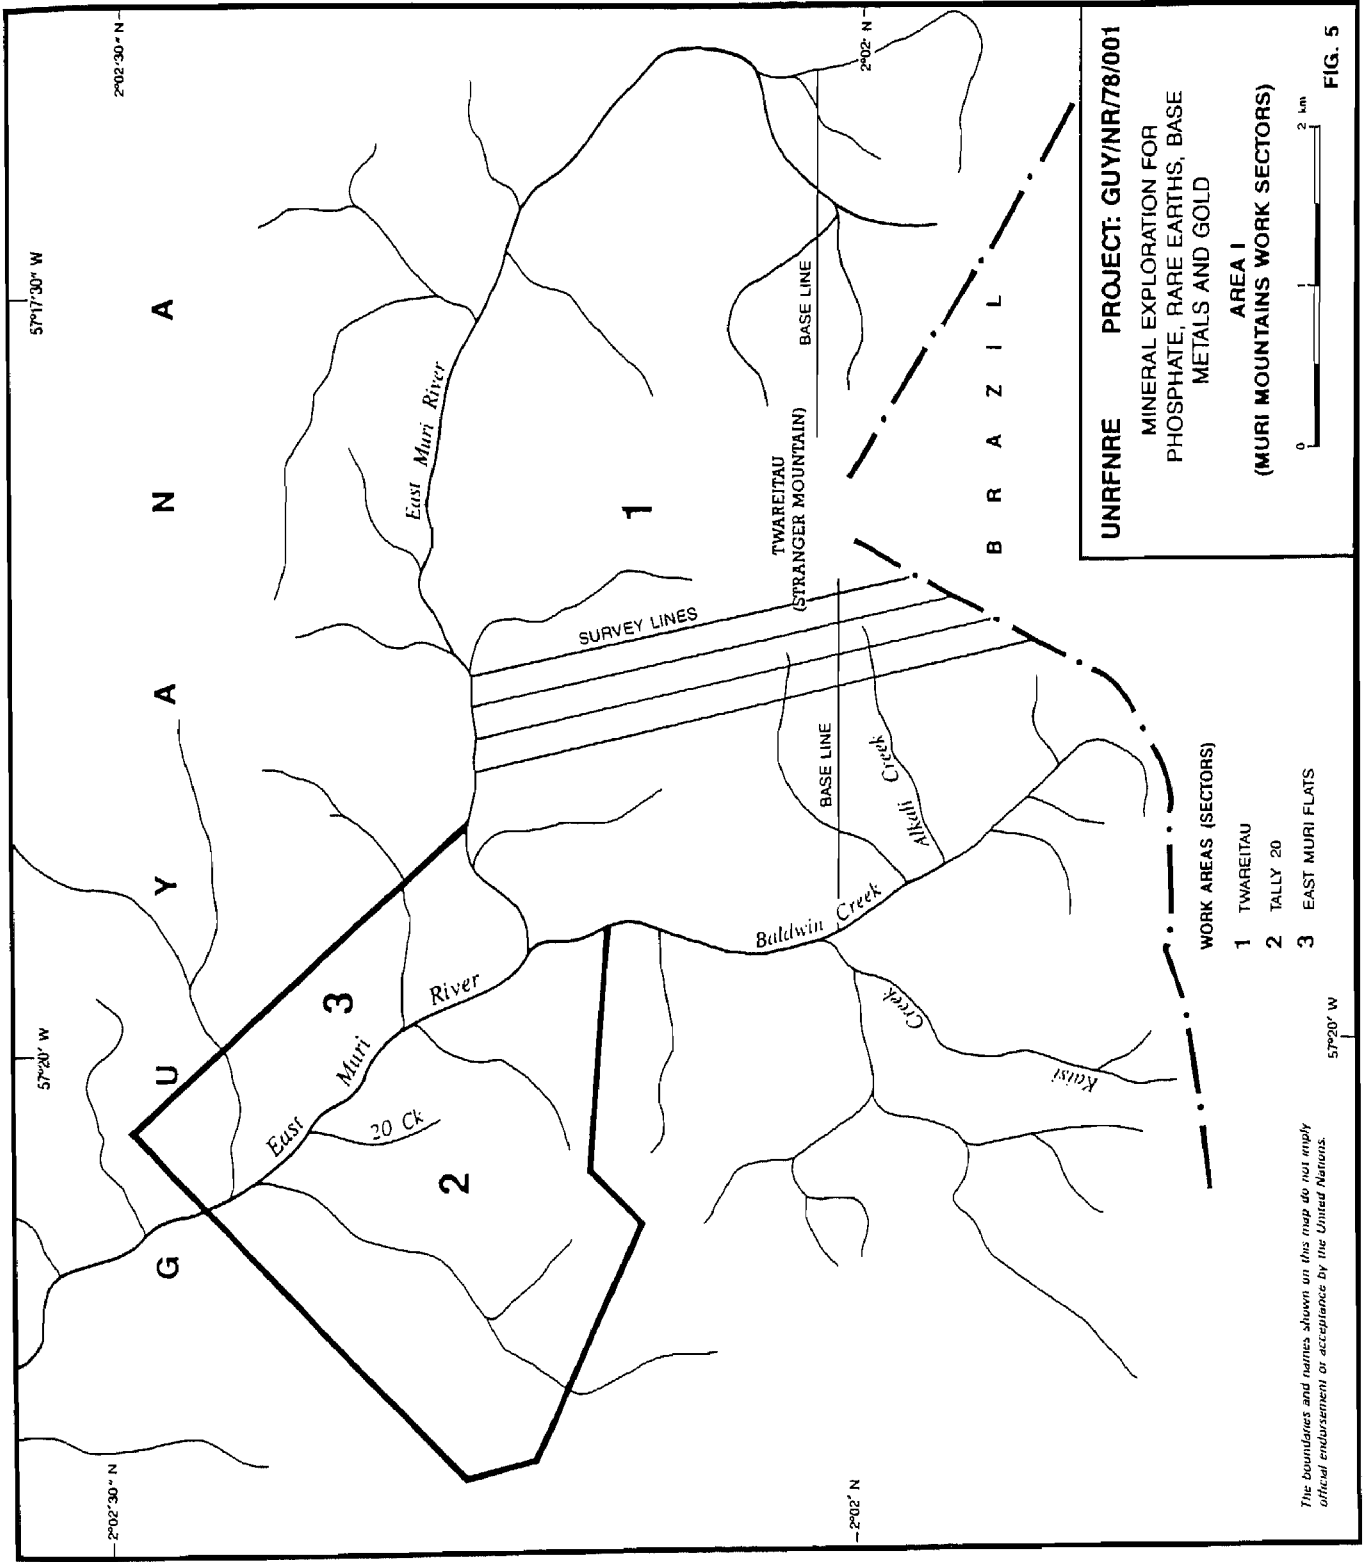 2°02'30" N
2°02' N
57°17'30" W
57°20' W
G U Y A N A
East Muri River
1
SURVEY LINES
TWAREITAU
(STRANGER MOUNTAIN)
BASE LINE
BASE LINE
B R A Z I L
3
East Muri River
20 Ck
2
Baldwin Creek
Alkali Creek
Kaisi Creek
2°02'30" N
2°02' N
57°20' W
WORK AREAS (SECTORS)
1 TWAREITAU
2 TALLY 20
3 EAST MURI FLATS
The boundaries and names shown on this map do not imply
official endorsement or acceptance by the United Nations.
UNRFNRE PROJECT: GUY/NR/78/001
MINERAL EXPLORATION FOR
PHOSPHATE, RARE EARTHS, BASE
METALS AND GOLD
AREA I
(MURI MOUNTAINS WORK SECTORS)
0 1 2 km
FIG. 5